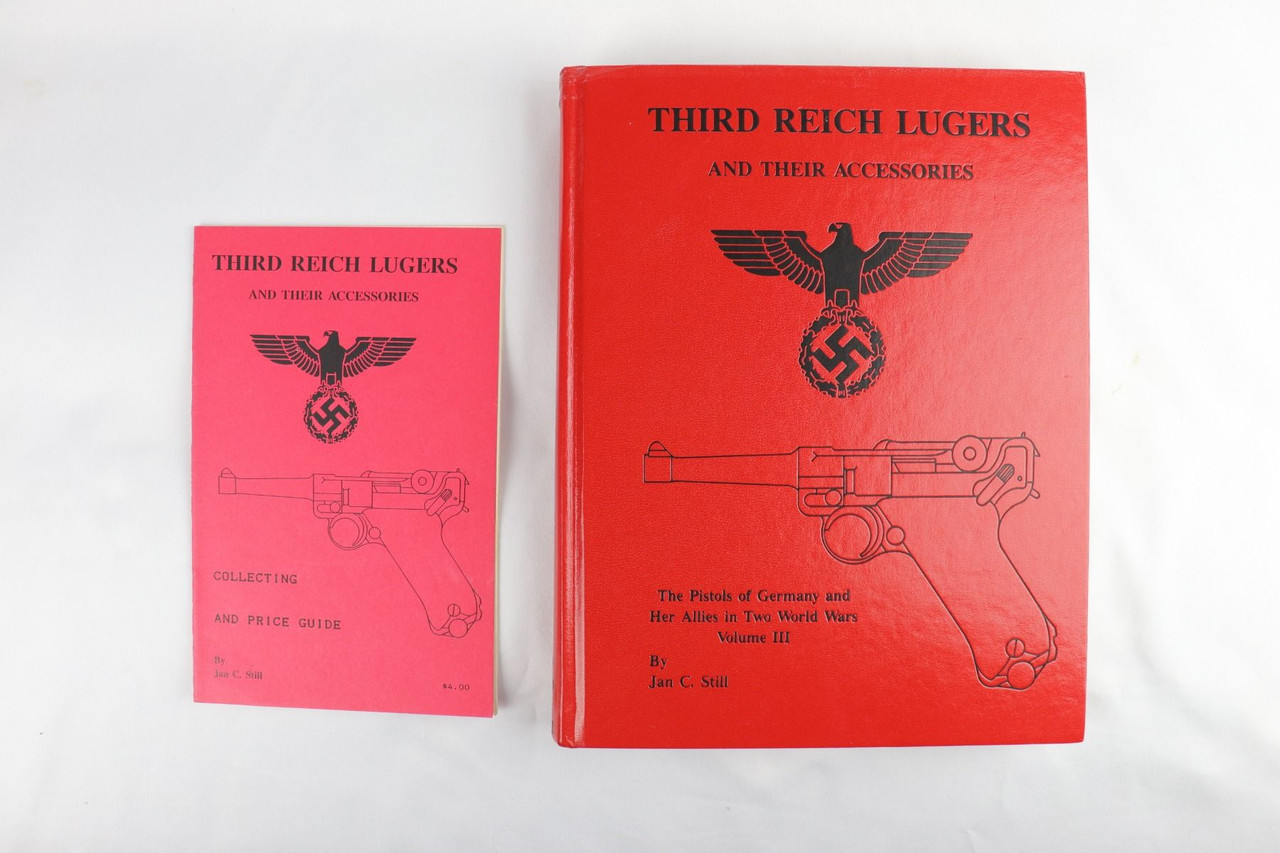 THIRD REICH LUGERS
AND THEIR ACCESSORIES
COLLECTING
AND PRICE GUIDE
By
Jan C. Still
$4.00
THIRD REICH LUGERS
AND THEIR ACCESSORIES
The Pistols of Germany and
Her Allies in Two World Wars
Volume III
By
Jan C. Still